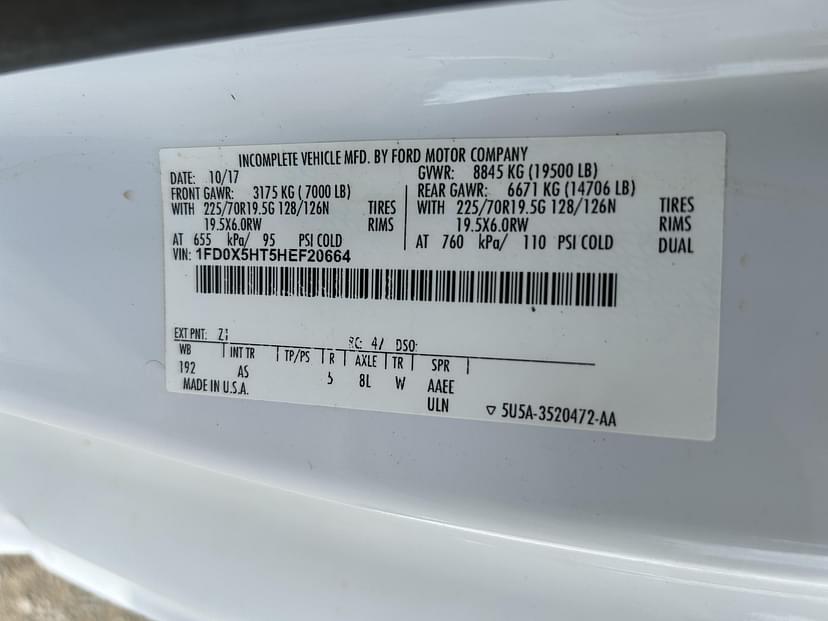 INCOMPLETE VEHICLE MFD. BY FORD MOTOR COMPANY
DATE: 10/17 GVWR: 8845 KG (19500 LB)
FRONT GAWR: 3175 KG ( 7000 LB) REAR GAWR: 6671 KG (14706 LB)
WITH 225/70R19.5G 128/126N TIRES WITH 225/70R19.5G 128/126N TIRES
19.5X6.0RW RIMS 19.5X6.0RW RIMS
AT 655 kPa/ 95 PSI COLD AT 760 kPa/ 110 PSI COLD DUAL
VIN: 1FD0X5HT5HEF20664
EXT PNT: Z1 RC: 47 DSO:
WB INT TR TP/PS R AXLE TR SPR
192 AS 5 8L W AAEE
MADE IN U.S.A. ULN 5U5A-3520472-AA